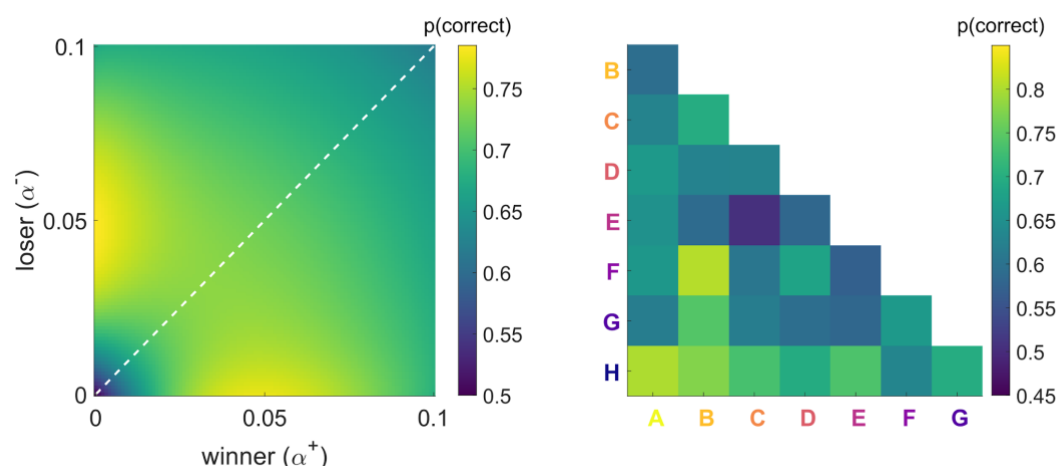 p(correct)
0.1
0.05
0
loser (α⁻)
0
0.05
0.1
winner (α⁺)
0.75
0.7
0.65
0.6
0.55
0.5
p(correct)
B
C
D
E
F
G
H
A B C D E F G
0.8
0.75
0.7
0.65
0.6
0.55
0.5
0.45